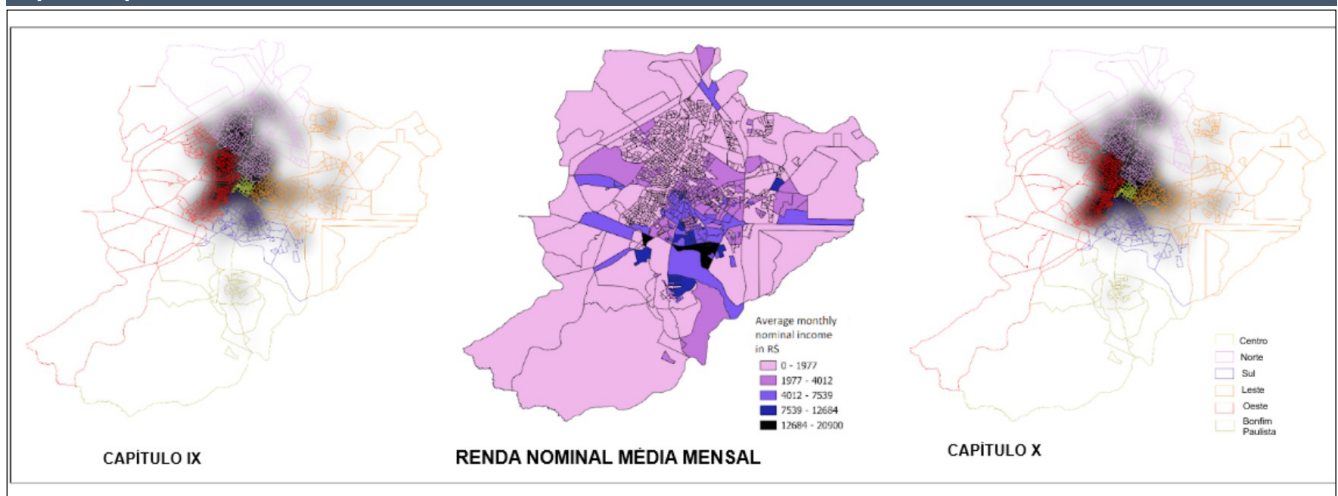 Average monthly
nominal income
in R$
0 - 1977
1977 - 4012
4012 - 7539
7539 - 12684
12684 - 20900
Centro
Norte
Sul
Leste
Oeste
Bonfim
Paulista
CAPÍTULO IX
RENDA NOMINAL MÉDIA MENSAL
CAPÍTULO X